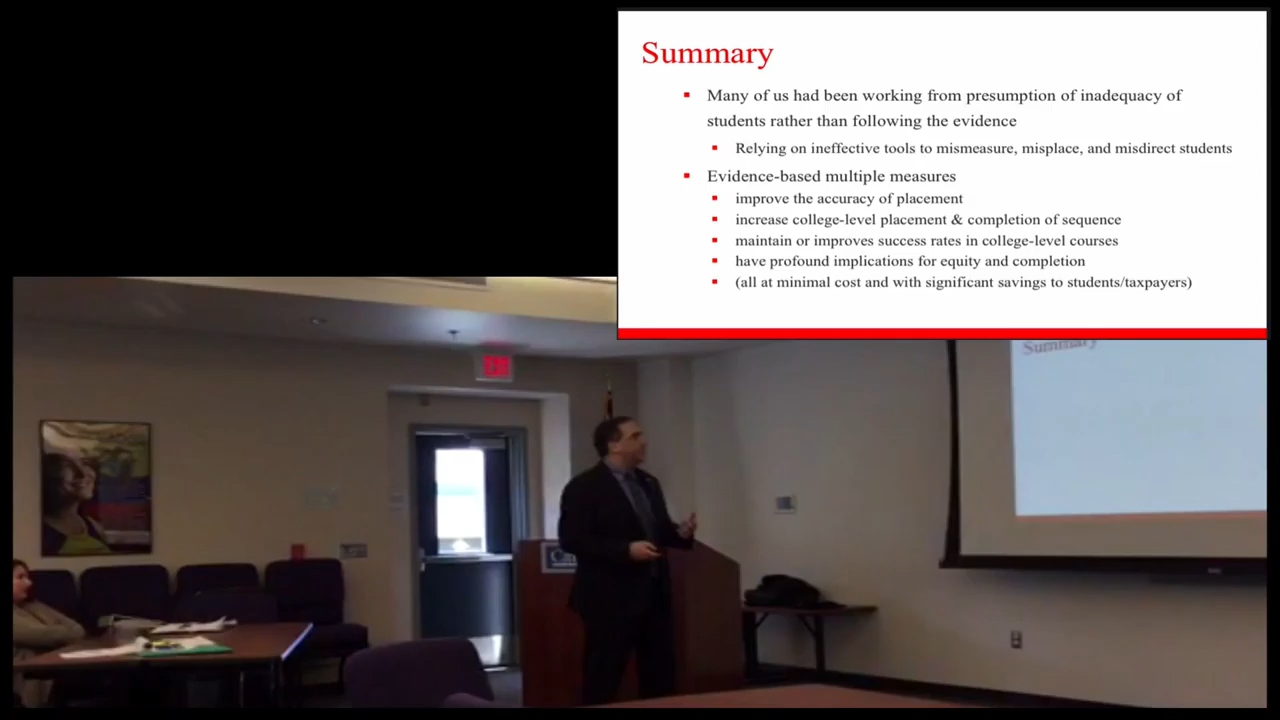 Summary
Many of us had been working from presumption of inadequacy of
students rather than following the evidence
Relying on ineffective tools to mismeasure, misplace, and misdirect students
Evidence-based multiple measures
improve the accuracy of placement
increase college-level placement & completion of sequence
maintain or improves success rates in college-level courses
have profound implications for equity and completion
(all at minimal cost and with significant savings to students/taxpayers)
EXIT
Summary